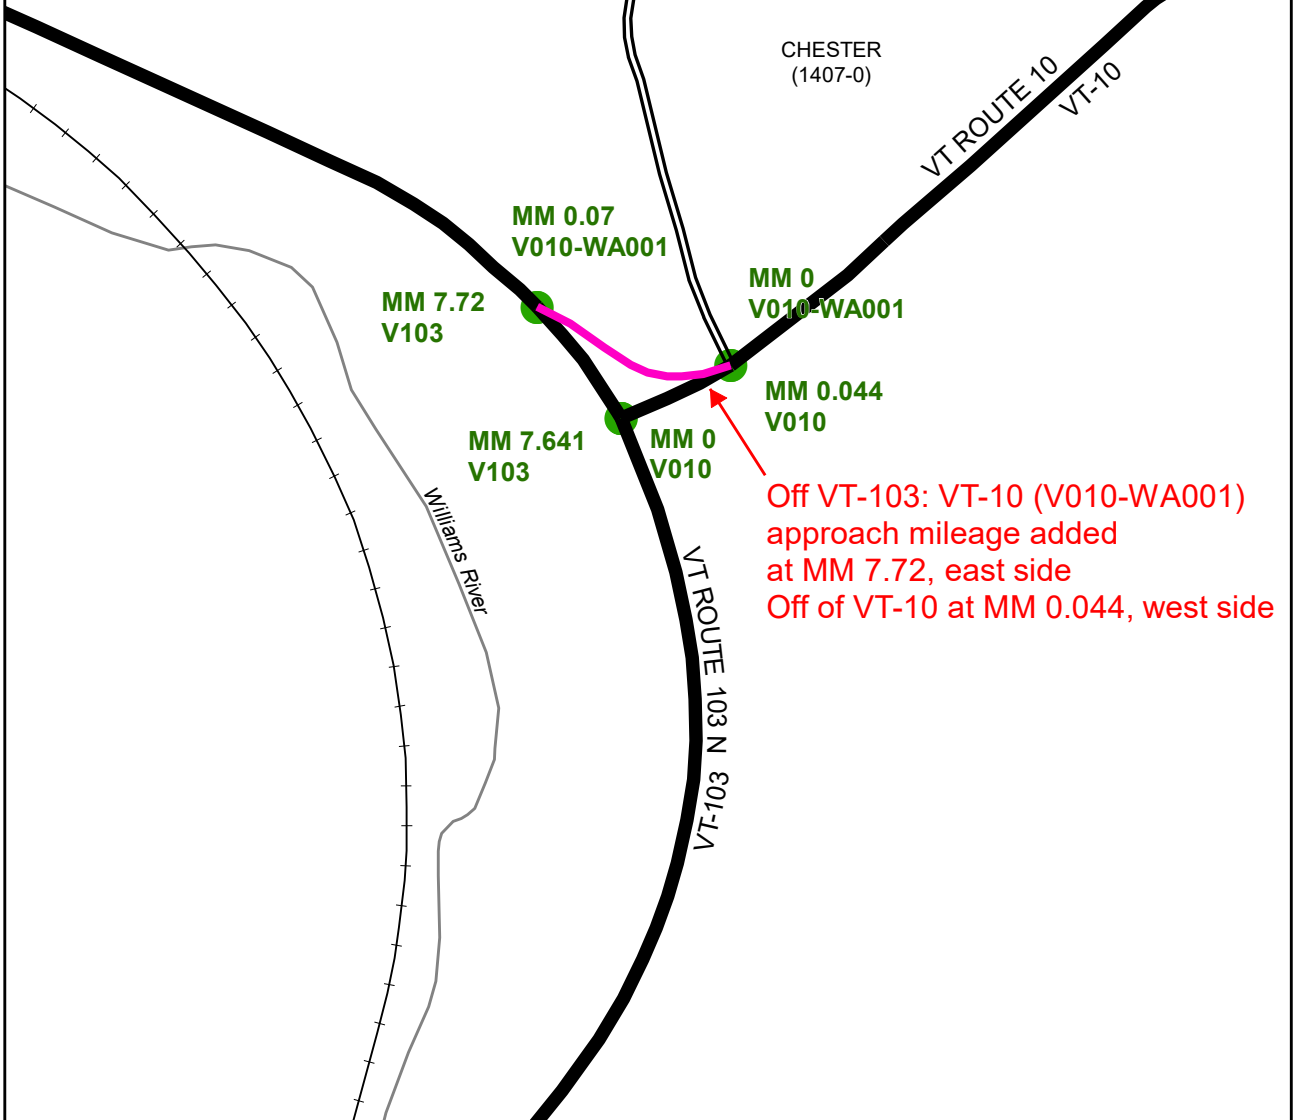 CHESTER
(1407-0)
VT ROUTE 10
VT-10
MM 0.07
V010-WA001
MM 7.72
V103
MM 0
V010-WA001
MM 0.044
V010
MM 7.641
V103
MM 0
V010
Off VT-103: VT-10 (V010-WA001)
approach mileage added
at MM 7.72, east side
Off of VT-10 at MM 0.044, west side
Williams River
VT ROUTE 103 N
VT-103